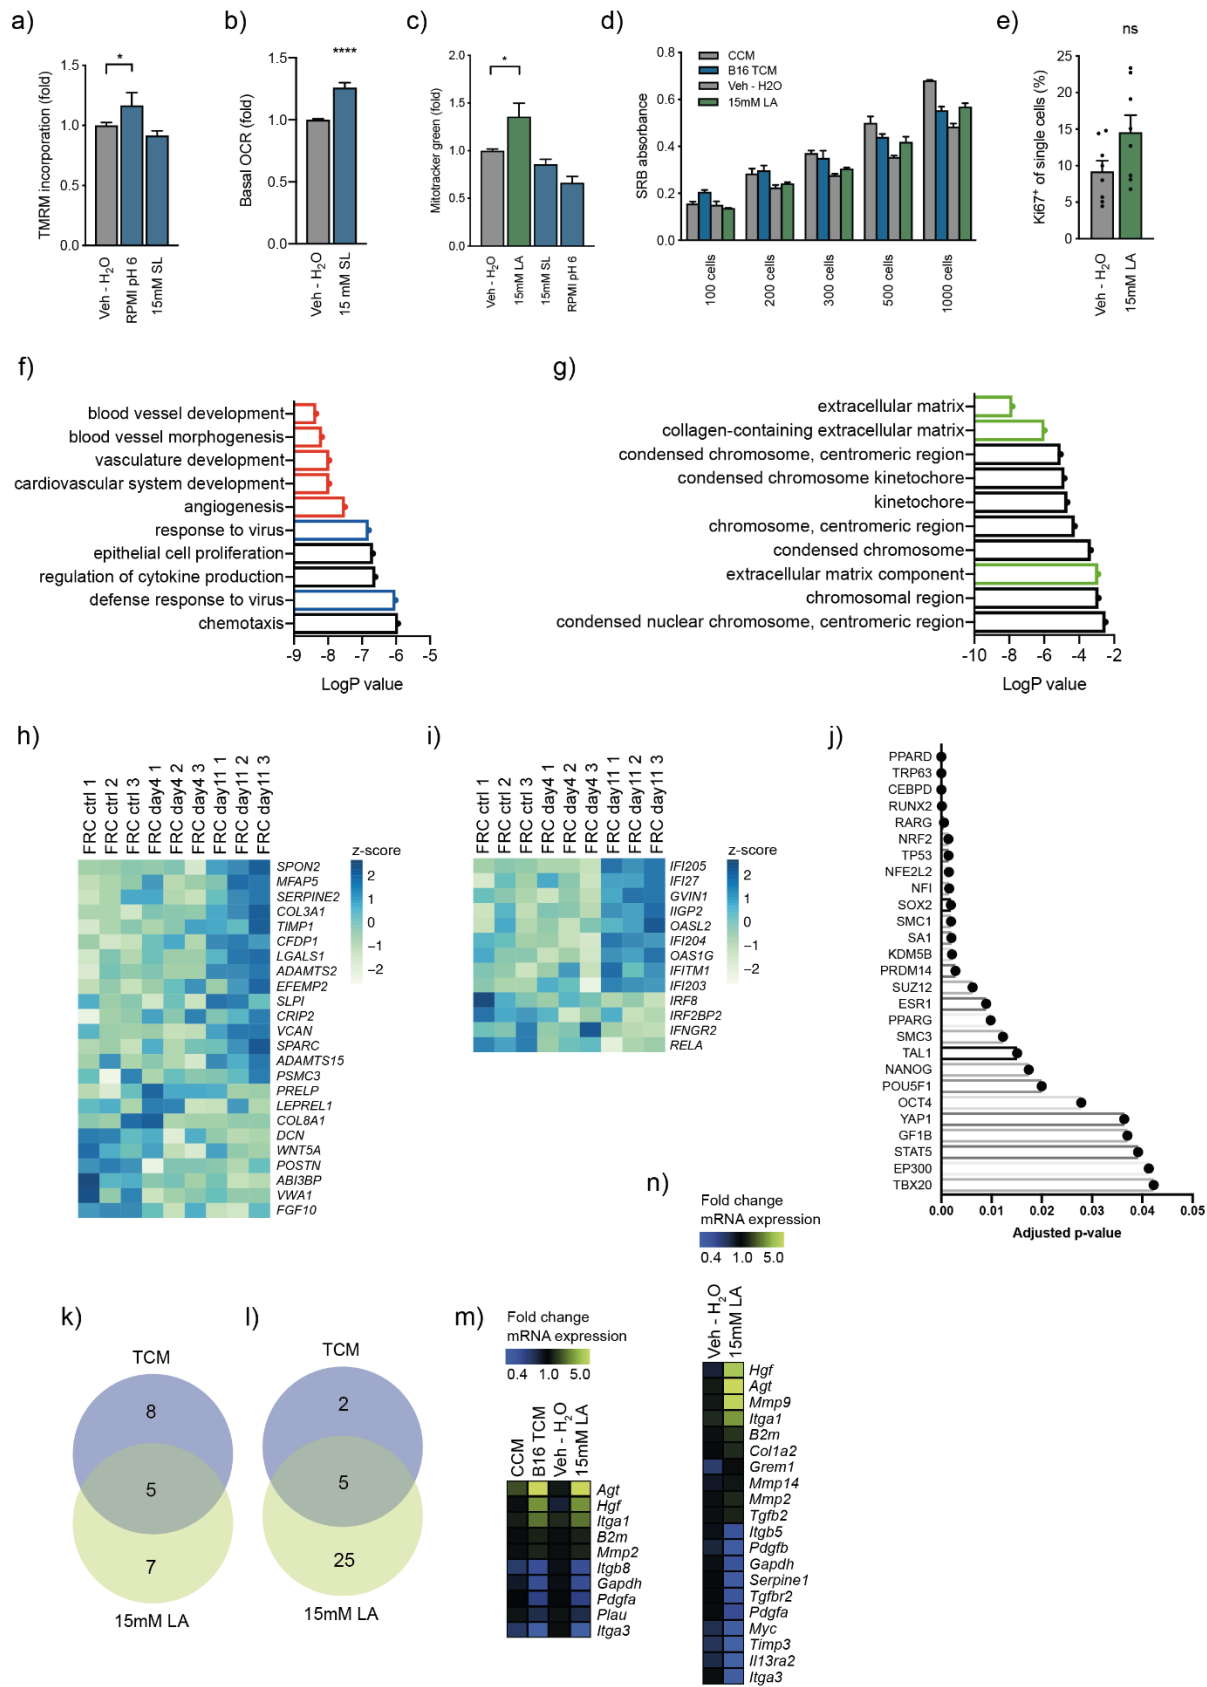 a)
TMRM incorporation (fold)
1.5
1.0
0.5
0.0
*
Veh - H2O
RPMI pH 6
15mM SL
b)
Basal OCR (fold)
1.5
1.0
0.5
0.0
****
Veh - H2O
15 mM SL
c)
Mitotracker green (fold)
2.0
1.5
1.0
0.5
0.0
*
Veh - H2O
15mM LA
15mM SL
RPMI pH 6
d)
SRB absorbance
0.8
0.6
0.4
0.2
0.0
CCM
B16 TCM
Veh - H2O
15mM LA
100 cells
200 cells
300 cells
500 cells
1000 cells
e)
ns
Ki67+ of single cells (%)
25
20
15
10
5
0
Veh - H2O
15mM LA
f)
blood vessel development
blood vessel morphogenesis
vasculature development
cardiovascular system development
angiogenesis
response to virus
epithelial cell proliferation
regulation of cytokine production
defense response to virus
chemotaxis
-9 -8 -7 -6 -5
LogP value
g)
extracellular matrix
collagen-containing extracellular matrix
condensed chromosome, centromeric region
condensed chromosome kinetochore
kinetochore
chromosome, centromeric region
condensed chromosome
extracellular matrix component
chromosomal region
condensed nuclear chromosome, centromeric region
-10 -8 -6 -4 -2
LogP value
h)
FRC ctrl 1
FRC ctrl 2
FRC ctrl 3
FRC day4 1
FRC day4 2
FRC day4 3
FRC day11 1
FRC day11 2
FRC day11 3
SPON2
MFAP5
SERPINE2
COL3A1
TIMP1
CFDP1
LGALS1
ADAMTS2
EFEMP2
SLPI
CRIP2
VCAN
SPARC
ADAMTS15
PSMC3
PRELP
LEPREL1
COL8A1
DCN
WNT5A
POSTN
ABI3BP
VWA1
FGF10
z-score
2
1
0
−1
−2
i)
FRC ctrl 1
FRC ctrl 2
FRC ctrl 3
FRC day4 1
FRC day4 2
FRC day4 3
FRC day11 1
FRC day11 2
FRC day11 3
IFI205
IFI27
GVIN1
IIGP2
OASL2
IFI204
OAS1G
IFITM1
IFI203
IRF8
IRF2BP2
IFNGR2
RELA
z-score
2
1
0
−1
−2
j)
PPARD
TRP63
CEBPD
RUNX2
RARG
NRF2
TP53
NFE2L2
NFI
SOX2
SMC1
SA1
KDM5B
PRDM14
SUZ12
ESR1
PPARG
SMC3
TAL1
NANOG
POU5F1
OCT4
YAP1
GF1B
STAT5
EP300
TBX20
0.00 0.01 0.02 0.03 0.04 0.05
Adjusted p-value
k)
TCM
8
5
7
15mM LA
l)
TCM
2
5
25
15mM LA
m)
Fold change
mRNA expression
0.4 1.0 5.0
CCM
B16 TCM
Veh - H2O
15mM LA
Agt
Hgf
Itga1
B2m
Mmp2
Itgb8
Gapdh
Pdgfa
Plau
Itga3
n)
Fold change
mRNA expression
0.4 1.0 5.0
Veh - H2O
15mM LA
Hgf
Agt
Mmp9
Itga1
B2m
Col1a2
Grem1
Mmp14
Mmp2
Tgfb2
Itgb5
Pdgfb
Gapdh
Serpine1
Tgfbr2
Pdgfa
Myc
Timp3
Il13ra2
Itga3